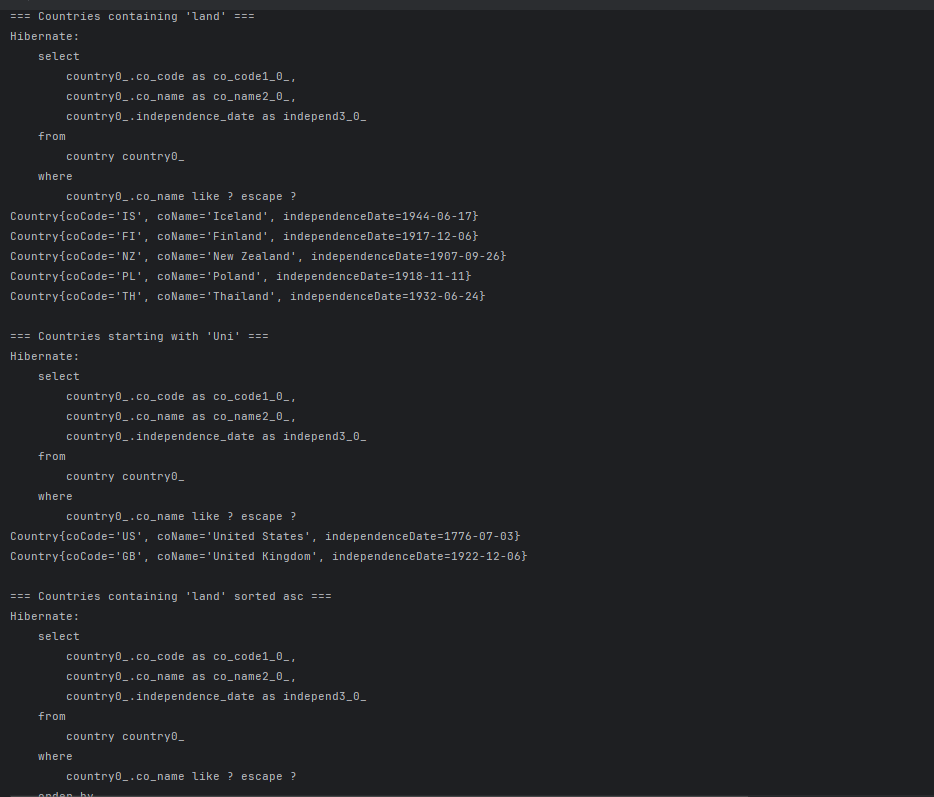 === Countries containing 'land' ===
Hibernate:
    select
        country0_.co_code as co_code1_0_,
        country0_.co_name as co_name2_0_,
        country0_.independence_date as independ3_0_
    from
        country country0_
    where
        country0_.co_name like ? escape ?
Country{coCode='IS', coName='Iceland', independenceDate=1944-06-17}
Country{coCode='FI', coName='Finland', independenceDate=1917-12-06}
Country{coCode='NZ', coName='New Zealand', independenceDate=1907-09-26}
Country{coCode='PL', coName='Poland', independenceDate=1918-11-11}
Country{coCode='TH', coName='Thailand', independenceDate=1932-06-24}

=== Countries starting with 'Uni' ===
Hibernate:
    select
        country0_.co_code as co_code1_0_,
        country0_.co_name as co_name2_0_,
        country0_.independence_date as independ3_0_
    from
        country country0_
    where
        country0_.co_name like ? escape ?
Country{coCode='US', coName='United States', independenceDate=1776-07-03}
Country{coCode='GB', coName='United Kingdom', independenceDate=1922-12-06}

=== Countries containing 'land' sorted asc ===
Hibernate:
    select
        country0_.co_code as co_code1_0_,
        country0_.co_name as co_name2_0_,
        country0_.independence_date as independ3_0_
    from
        country country0_
    where
        country0_.co_name like ? escape ?
    order by